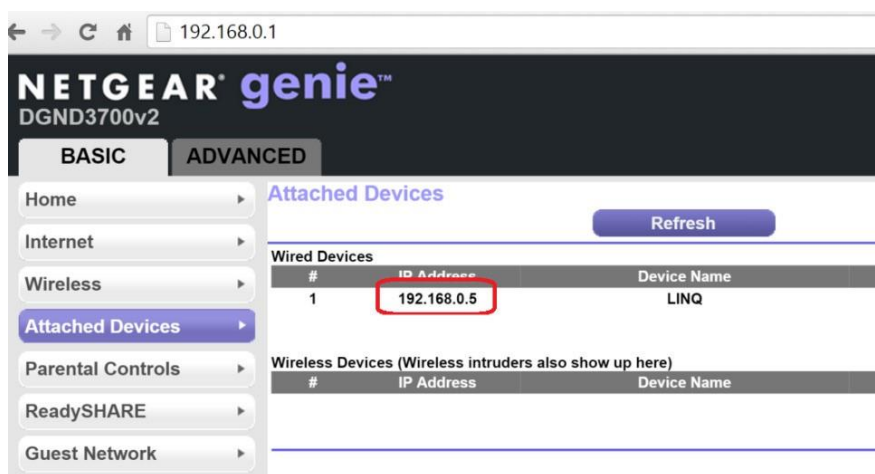 192.168.0.1
NETGEAR® genie™
DGND3700v2
BASIC ADVANCED
Home
Internet
Wireless
Attached Devices
Parental Controls
ReadySHARE
Guest Network
Attached Devices
Refresh
Wired Devices
# IP Address Device Name
1 192.168.0.5 LINQ
Wireless Devices (Wireless intruders also show up here)
# IP Address Device Name